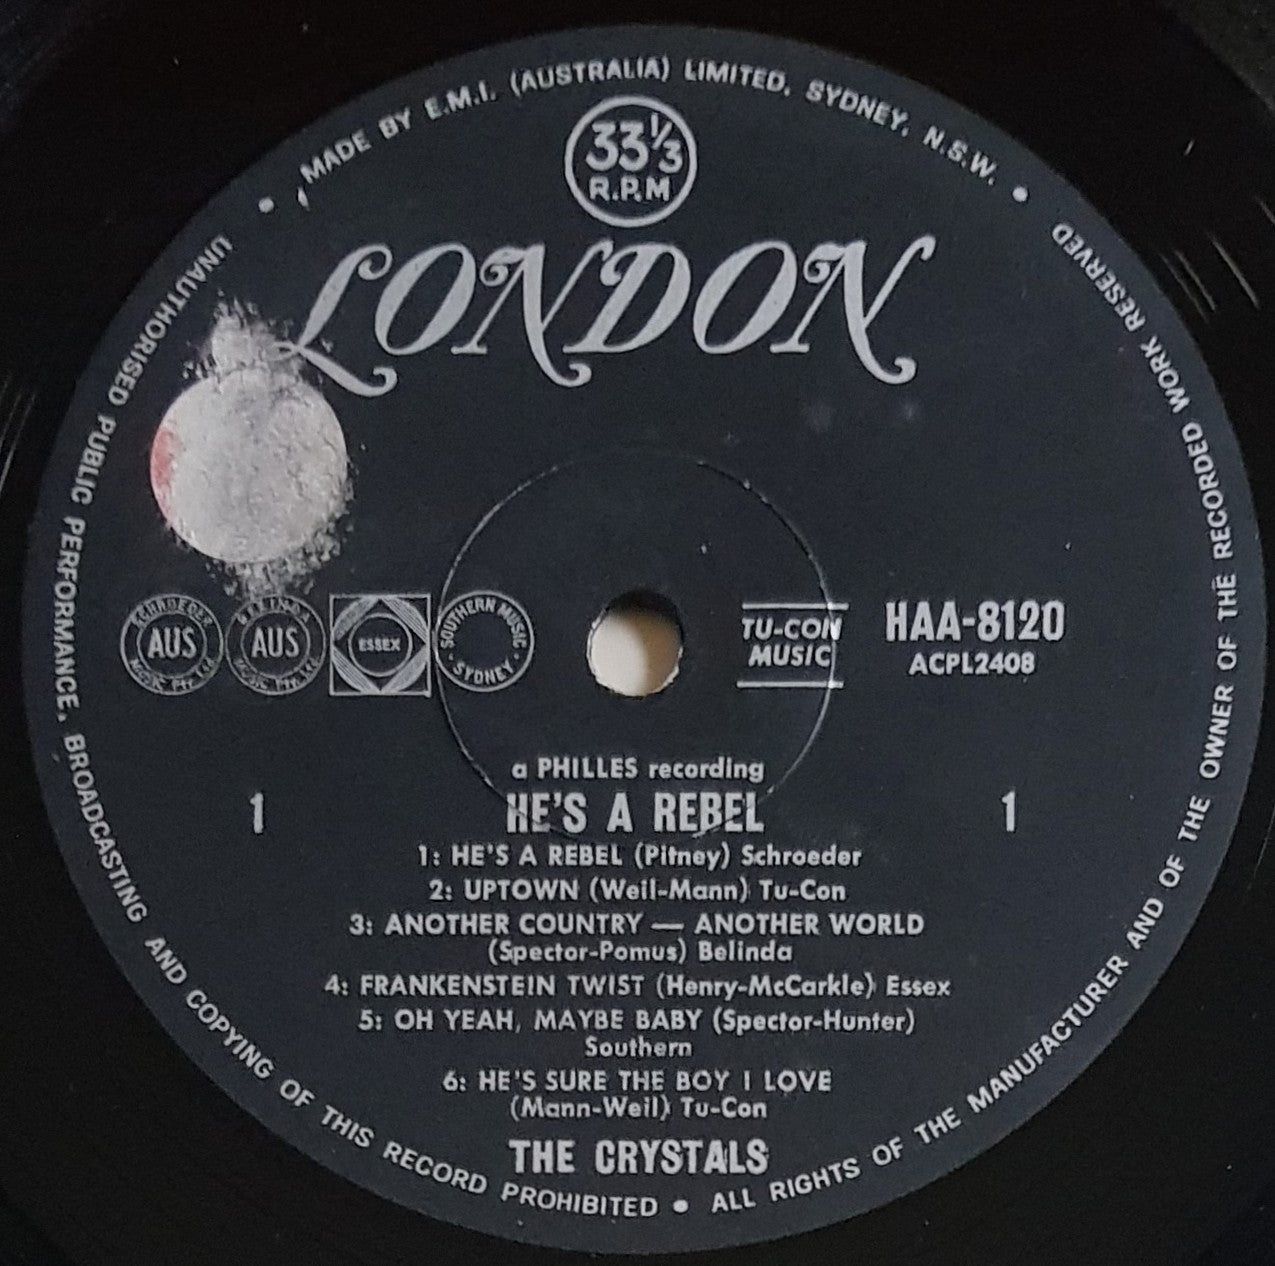 MADE BY E.M.I. (AUSTRALIA) LIMITED, SYDNEY, N.S.W.
33⅓
R.P.M
LONDON
AUS
AUS
ESSEX
SOUTHERN MUSIC
SYDNEY
TU-CON
MUSIC
HAA-8120
ACPL2408
a PHILLES recording
1
HE'S A REBEL
1
1: HE'S A REBEL (Pitney) Schroeder
2: UPTOWN (Weil-Mann) Tu-Con
3: ANOTHER COUNTRY — ANOTHER WORLD
(Spector-Pomus) Belinda
4: FRANKENSTEIN TWIST (Henry-McCarkle) Essex
5: OH YEAH, MAYBE BABY (Spector-Hunter)
Southern
6: HE'S SURE THE BOY I LOVE
(Mann-Weil) Tu-Con
THE CRYSTALS
UNAUTHORISED PUBLIC PERFORMANCE, BROADCASTING AND COPYING OF THIS RECORD PROHIBITED • ALL RIGHTS OF THE MANUFACTURER AND OF THE OWNER OF THE RECORDED WORK RESERVED